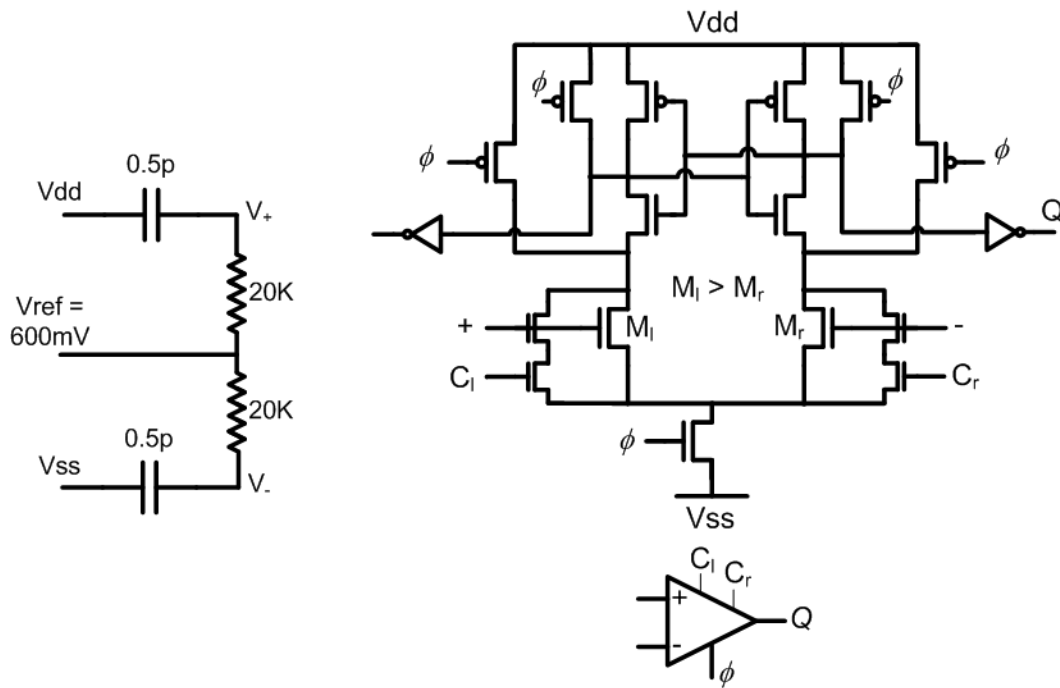 Vdd
0.5p
V+
20K
Vref =
600mV
20K
0.5p
Vss
V-
Vdd
ϕ
ϕ
ϕ
ϕ
Q
Ml > Mr
+
Ml
Mr
-
Cl
Cr
ϕ
Vss
Cl
Cr
+
-
Q
ϕ